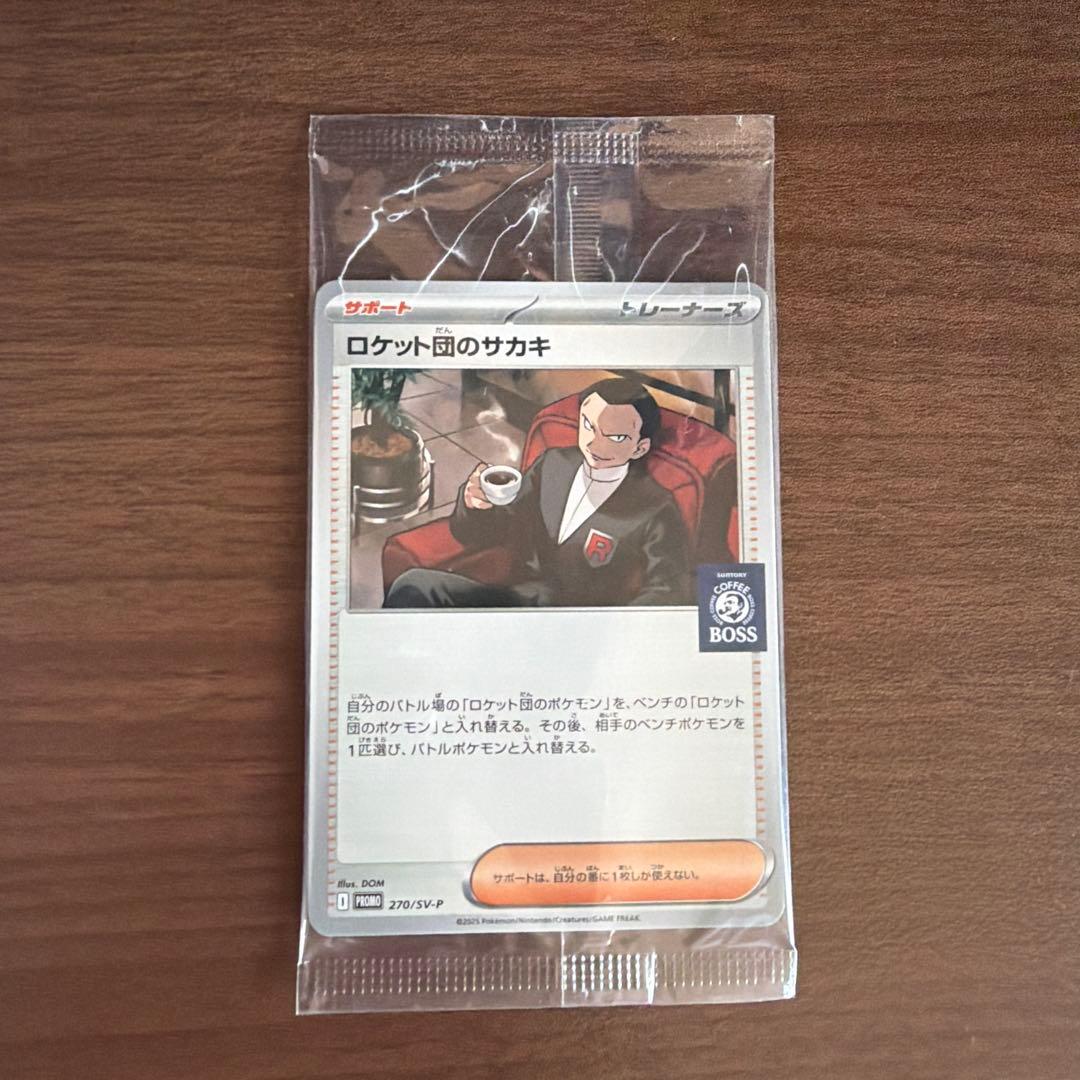 サポート
トレーナーズ
ロケット団のサカキ
だん
R
SUNTORY
COFFEE
BOSS
自分のバトル場の「ロケット団のポケモン」を、ベンチの「ロケット
団のポケモン」と入れ替える。その後、相手のベンチポケモンを
1匹選び、バトルポケモンと入れ替える。
サポートは、自分の番に1枚しか使えない。
Illus. DOM
I PROMO 270/SV-P
©2025 Pokémon/Nintendo/Creatures/GAME FREAK.